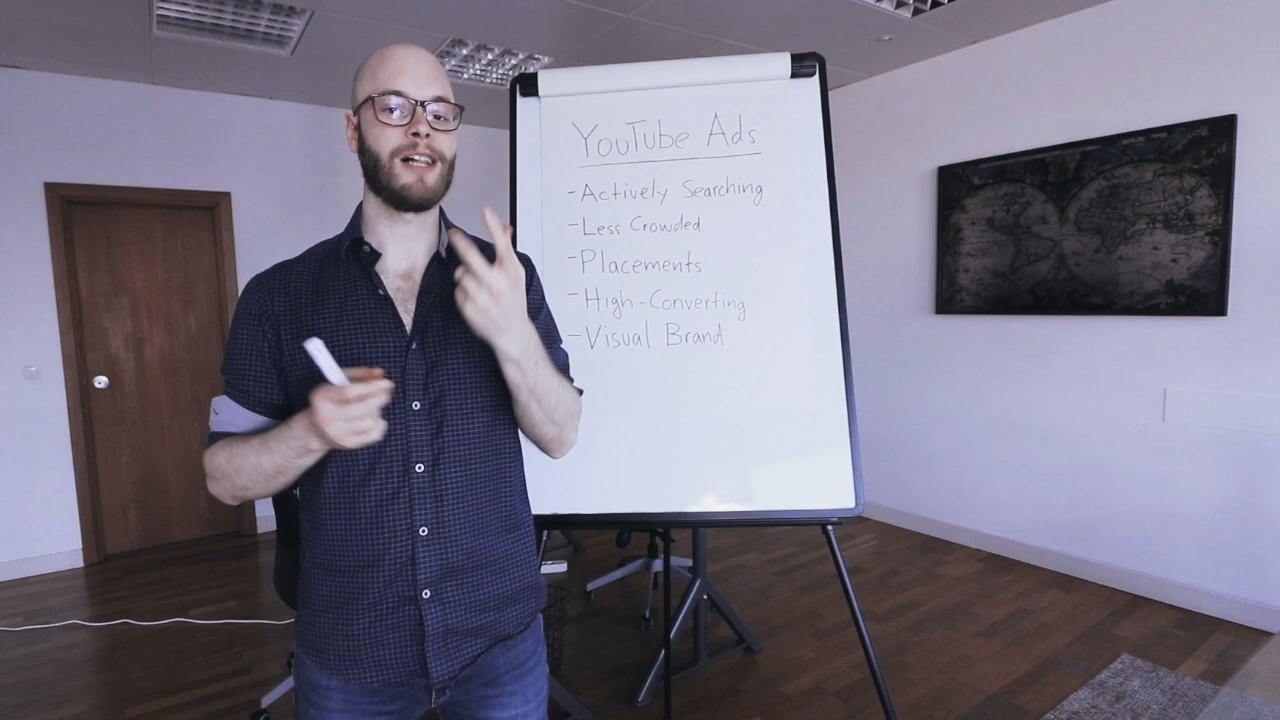 YouTube Ads
-Actively Searching
-Less Crowded
-Placements
-High-Converting
-Visual Brand